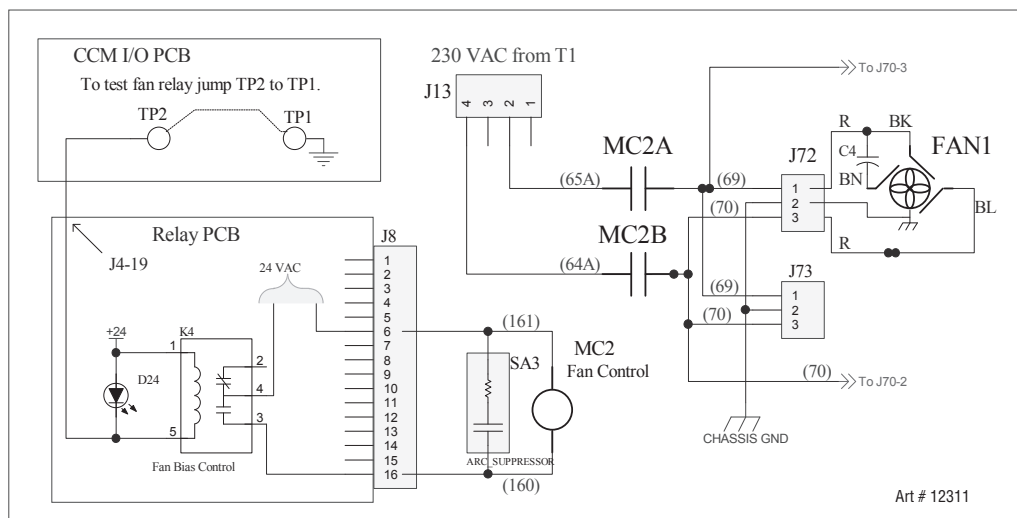 CCM I/O PCB
To test fan relay jump TP2 to TP1.
TP2
TP1
230 VAC from T1
J13
4
3
2
1
To J70-3
MC2A
(65A)
(69)
(70)
MC2B
(64A)
J72
1
2
3
R
BK
C4
BN
FAN1
BL
R
J73
(69)
1
2
(70)
3
(70)
To J70-2
CHASSIS GND
J4-19
Relay PCB
J8
24 VAC
1
2
3
4
5
6
7
8
9
10
11
12
13
14
15
16
+24
K4
1
2
D24
4
3
5
Fan Bias Control
(161)
SA3
MC2
Fan Control
ARC_SUPPRESSOR
(160)
Art # 12311